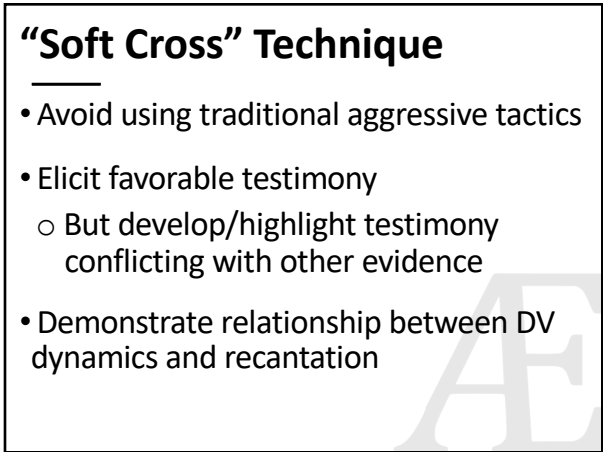 “Soft Cross” Technique
• Avoid using traditional aggressive tactics
• Elicit favorable testimony
o But develop/highlight testimony
conflicting with other evidence
• Demonstrate relationship between DV
dynamics and recantation
Æ